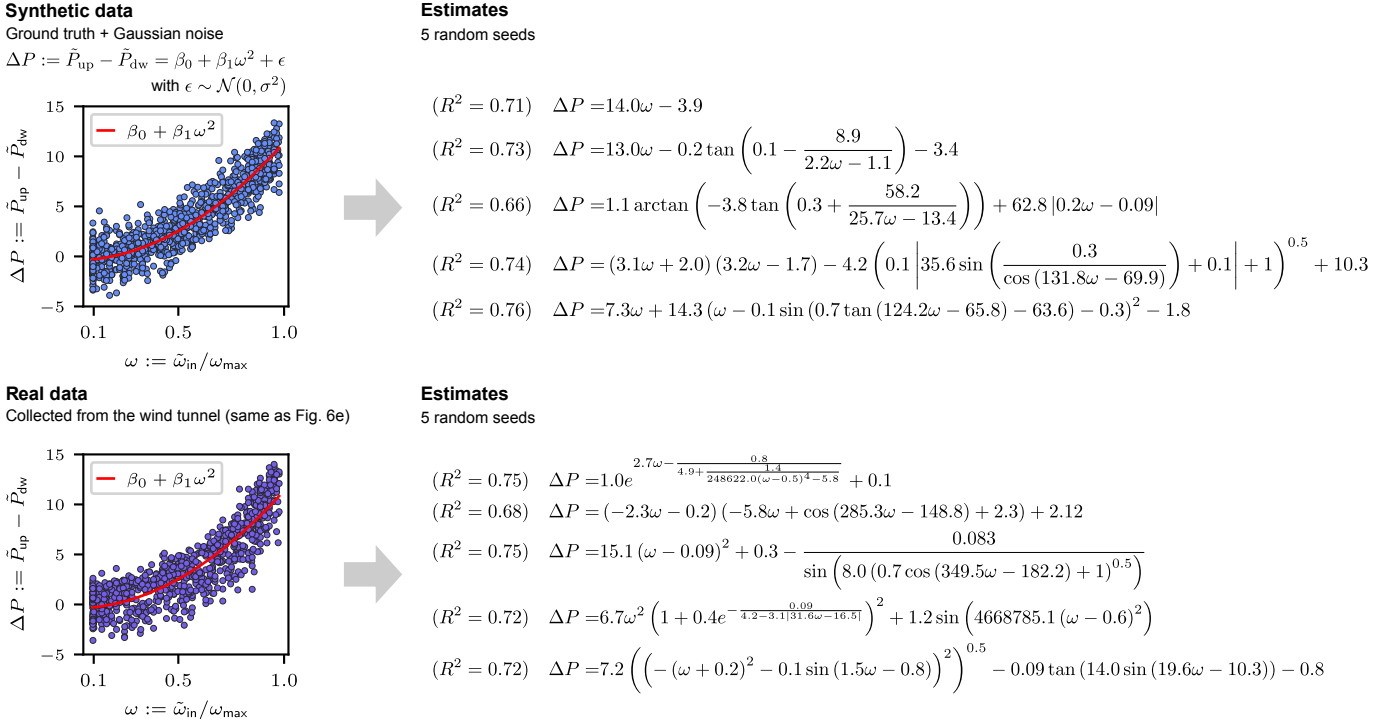 Synthetic data
Ground truth + Gaussian noise
ΔP := P̃_up − P̃_dw = β₀ + β₁ω² + ϵ
with ϵ ∼ 𝒩(0, σ²)
15
10
5
0
−5
ΔP := P̃_up − P̃_dw
β₀ + β₁ω²
0.1 0.5 1.0
ω := ω̃_in/ω_max
Estimates
5 random seeds
(R² = 0.71) ΔP =14.0ω − 3.9
(R² = 0.73) ΔP =13.0ω − 0.2 tan (0.1 − 8.9/(2.2ω − 1.1)) − 3.4
(R² = 0.66) ΔP =1.1 arctan (−3.8 tan (0.3 + 58.2/(25.7ω − 13.4))) + 62.8 |0.2ω − 0.09|
(R² = 0.74) ΔP = (3.1ω + 2.0) (3.2ω − 1.7) − 4.2 (0.1 |35.6 sin (0.3/cos (131.8ω − 69.9)) + 0.1| + 1)^0.5 + 10.3
(R² = 0.76) ΔP =7.3ω + 14.3 (ω − 0.1 sin (0.7 tan (124.2ω − 65.8) − 63.6) − 0.3)² − 1.8
Real data
Collected from the wind tunnel (same as Fig. 6e)
15
10
5
0
−5
ΔP := P̃_up − P̃_dw
β₀ + β₁ω²
0.1 0.5 1.0
ω := ω̃_in/ω_max
Estimates
5 random seeds
(R² = 0.75) ΔP =1.0e^(2.7ω − 0.8/(4.9+1.4/(248622.0(ω−0.5)⁴−5.8))) + 0.1
(R² = 0.68) ΔP = (−2.3ω − 0.2) (−5.8ω + cos (285.3ω − 148.8) + 2.3) + 2.12
(R² = 0.75) ΔP =15.1 (ω − 0.09)² + 0.3 − 0.083/sin (8.0 (0.7 cos (349.5ω − 182.2) + 1)^0.5)
(R² = 0.72) ΔP =6.7ω² (1 + 0.4e^(−0.09/(4.2−3.1|31.6ω−16.5|)))² + 1.2 sin (4668785.1 (ω − 0.6)²)
(R² = 0.72) ΔP =7.2 ((− (ω + 0.2)² − 0.1 sin (1.5ω − 0.8))²)^0.5 − 0.09 tan (14.0 sin (19.6ω − 10.3)) − 0.8